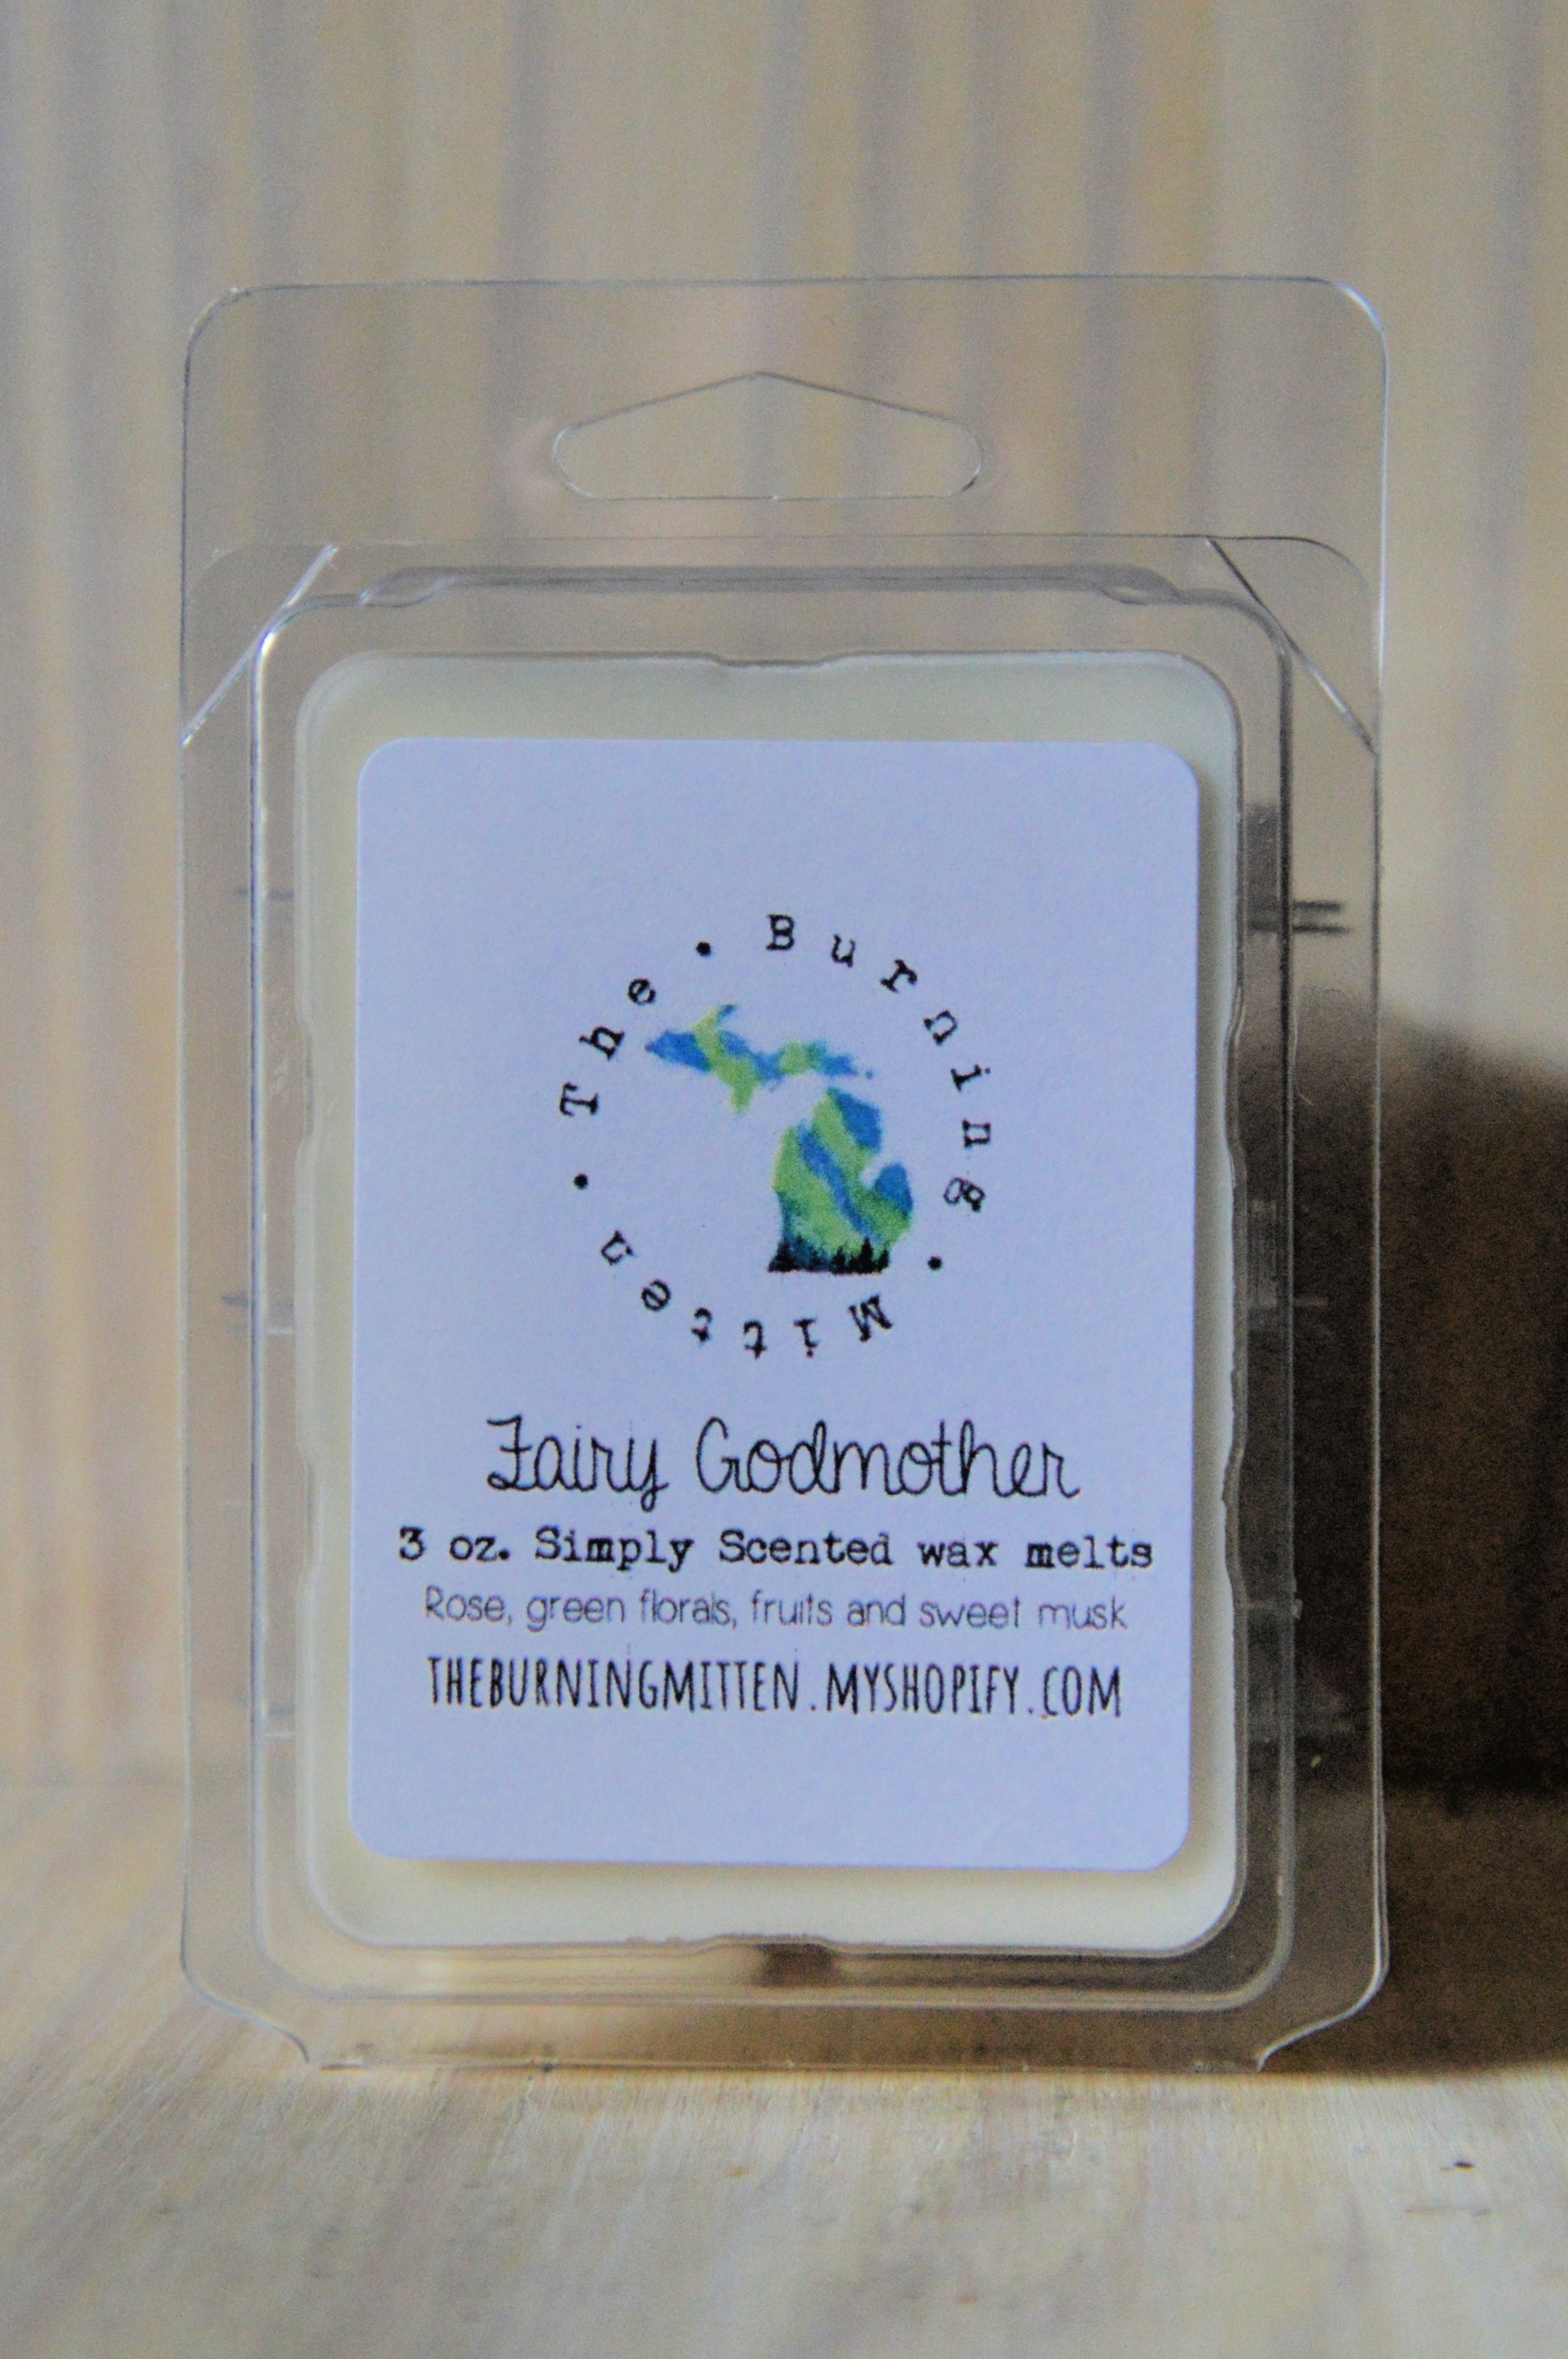 The • Burning • Mitten •
Fairy Godmother
3 oz. Simply Scented wax melts
Rose, green florals, fruits and sweet musk
THEBURNINGMITTEN.MYSHOPIFY.COM